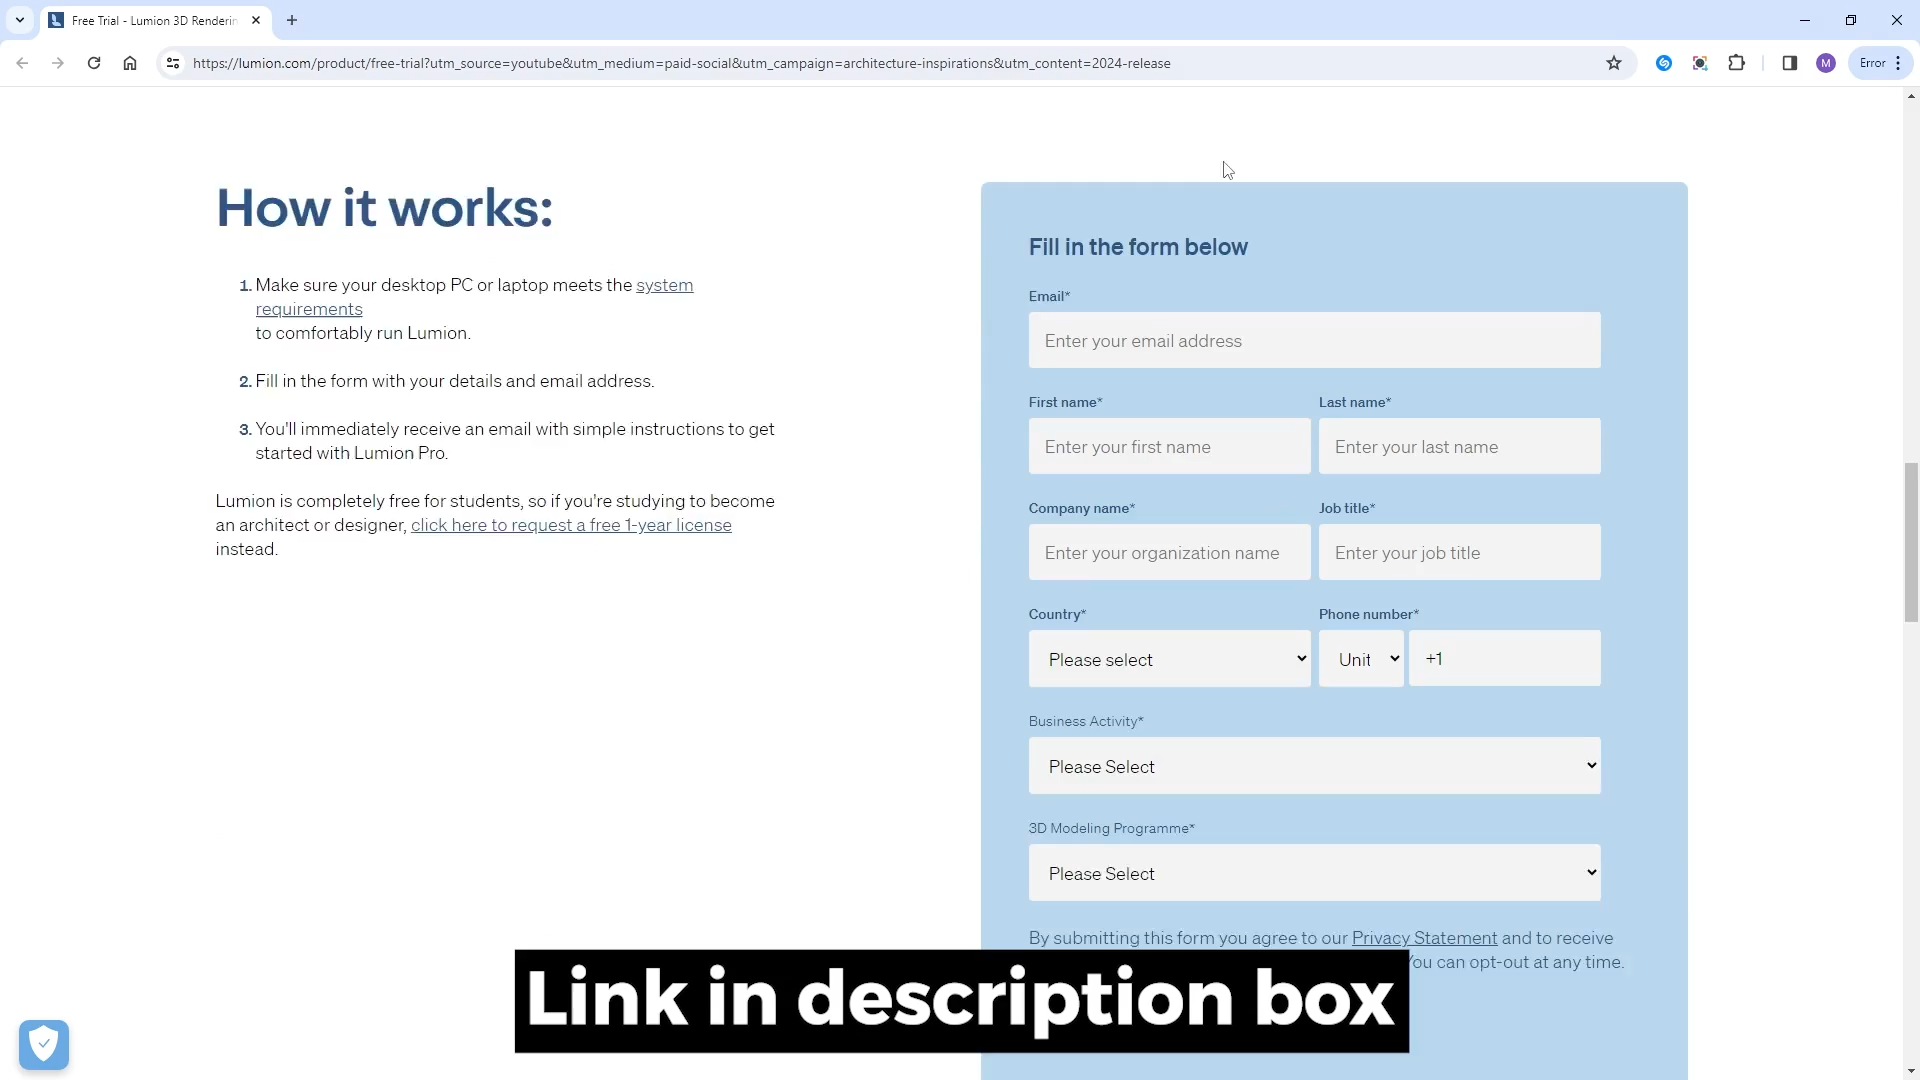 Free Trial - Lumion 3D Renderin
https://lumion.com/product/free-trial?utm_source=youtube&utm_medium=paid-social&utm_campaign=architecture-inspirations&utm_content=2024-release
M
Error
How it works:
1. Make sure your desktop PC or laptop meets the system
requirements
to comfortably run Lumion.
2. Fill in the form with your details and email address.
3. You'll immediately receive an email with simple instructions to get
started with Lumion Pro.
Lumion is completely free for students, so if you're studying to become
an architect or designer, click here to request a free 1-year license
instead.
Fill in the form below
Email*
Enter your email address
First name* Last name*
Enter your first name Enter your last name
Company name* Job title*
Enter your organization name Enter your job title
Country* Phone number*
Please select Unit +1
Business Activity*
Please Select
3D Modeling Programme*
Please Select
By submitting this form you agree to our Privacy Statement and to receive
You can opt-out at any time.
Link in description box